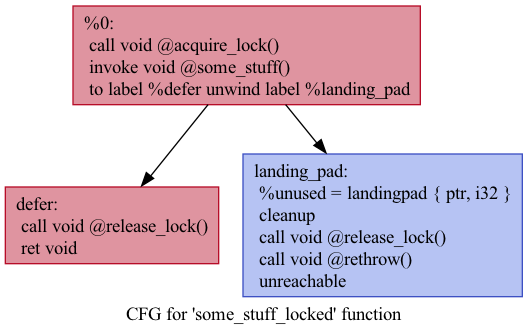 %0:
call void @acquire_lock()
invoke void @some_stuff()
to label %defer unwind label %landing_pad
defer:
call void @release_lock()
ret void
landing_pad:
%unused = landingpad { ptr, i32 }
cleanup
call void @release_lock()
call void @rethrow()
unreachable
CFG for 'some_stuff_locked' function